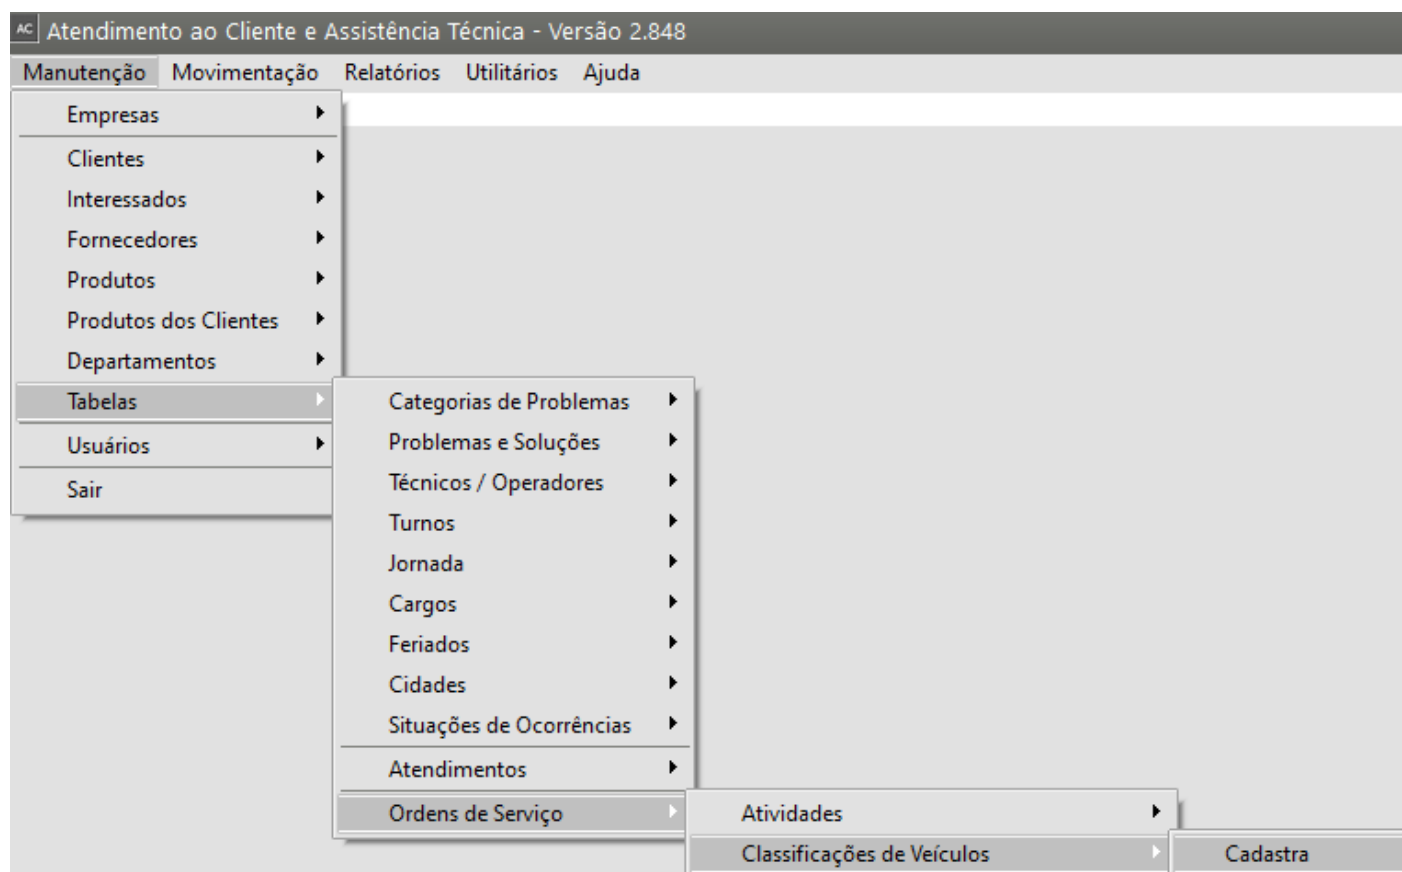 AC Atendimento ao Cliente e Assistência Técnica - Versão 2.848
Manutenção Movimentação Relatórios Utilitários Ajuda
Empresas
Clientes
Interessados
Fornecedores
Produtos
Produtos dos Clientes
Departamentos
Tabelas
Usuários
Sair
Categorias de Problemas
Problemas e Soluções
Técnicos / Operadores
Turnos
Jornada
Cargos
Feriados
Cidades
Situações de Ocorrências
Atendimentos
Ordens de Serviço
Atividades
Classificações de Veículos
Cadastra